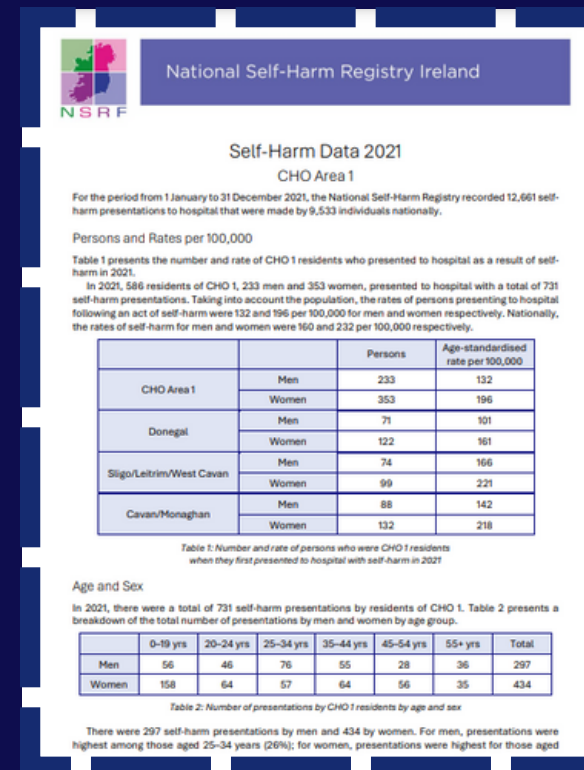 NSRF
National Self-Harm Registry Ireland
Self-Harm Data 2021
CHO Area 1
For the period from 1 January to 31 December 2021, the National Self-Harm Registry recorded 12,661 self-
harm presentations to hospital that were made by 9,533 individuals nationally.
Persons and Rates per 100,000
Table 1 presents the number and rate of CHO 1 residents who presented to hospital as a result of self-
harm in 2021.
In 2021, 586 residents of CHO 1, 233 men and 353 women, presented to hospital with a total of 731
self-harm presentations. Taking into account the population, the rates of persons presenting to hospital
following an act of self-harm were 132 and 196 per 100,000 for men and women respectively. Nationally,
the rates of self-harm for men and women were 160 and 232 per 100,000 respectively.
Persons Age-standardised
rate per 100,000
CHO Area 1 Men 233 132
Women 353 196
Donegal Men 71 101
Women 122 161
Sligo/Leitrim/West Cavan Men 74 166
Women 99 221
Cavan/Monaghan Men 88 142
Women 132 218
Table 1: Number and rate of persons who were CHO 1 residents
when they first presented to hospital with self-harm in 2021
Age and Sex
In 2021, there were a total of 731 self-harm presentations by residents of CHO 1. Table 2 presents a
breakdown of the total number of presentations by men and women by age group.
0-19 yrs 20-24 yrs 25-34 yrs 35-44 yrs 45-54 yrs 55+ yrs Total
Men 56 46 76 55 28 36 297
Women 158 64 57 64 56 35 434
Table 2: Number of presentations by CHO 1 residents by age and sex
There were 297 self-harm presentations by men and 434 by women. For men, presentations were
highest among those aged 25–34 years (26%); for women, presentations were highest for those aged